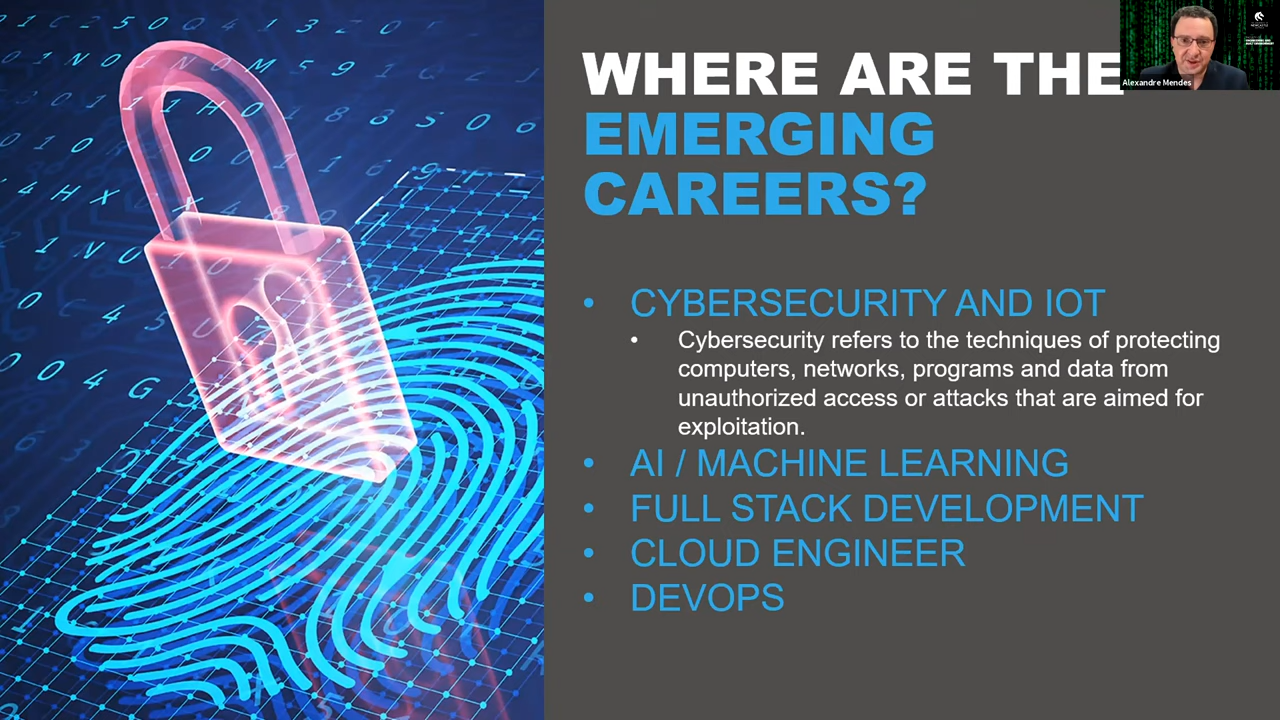 WHERE ARE THE
EMERGING
CAREERS?
Alexandre Mendes
• CYBERSECURITY AND IOT
• Cybersecurity refers to the techniques of protecting
computers, networks, programs and data from
unauthorized access or attacks that are aimed for
exploitation.
• AI / MACHINE LEARNING
• FULL STACK DEVELOPMENT
• CLOUD ENGINEER
• DEVOPS